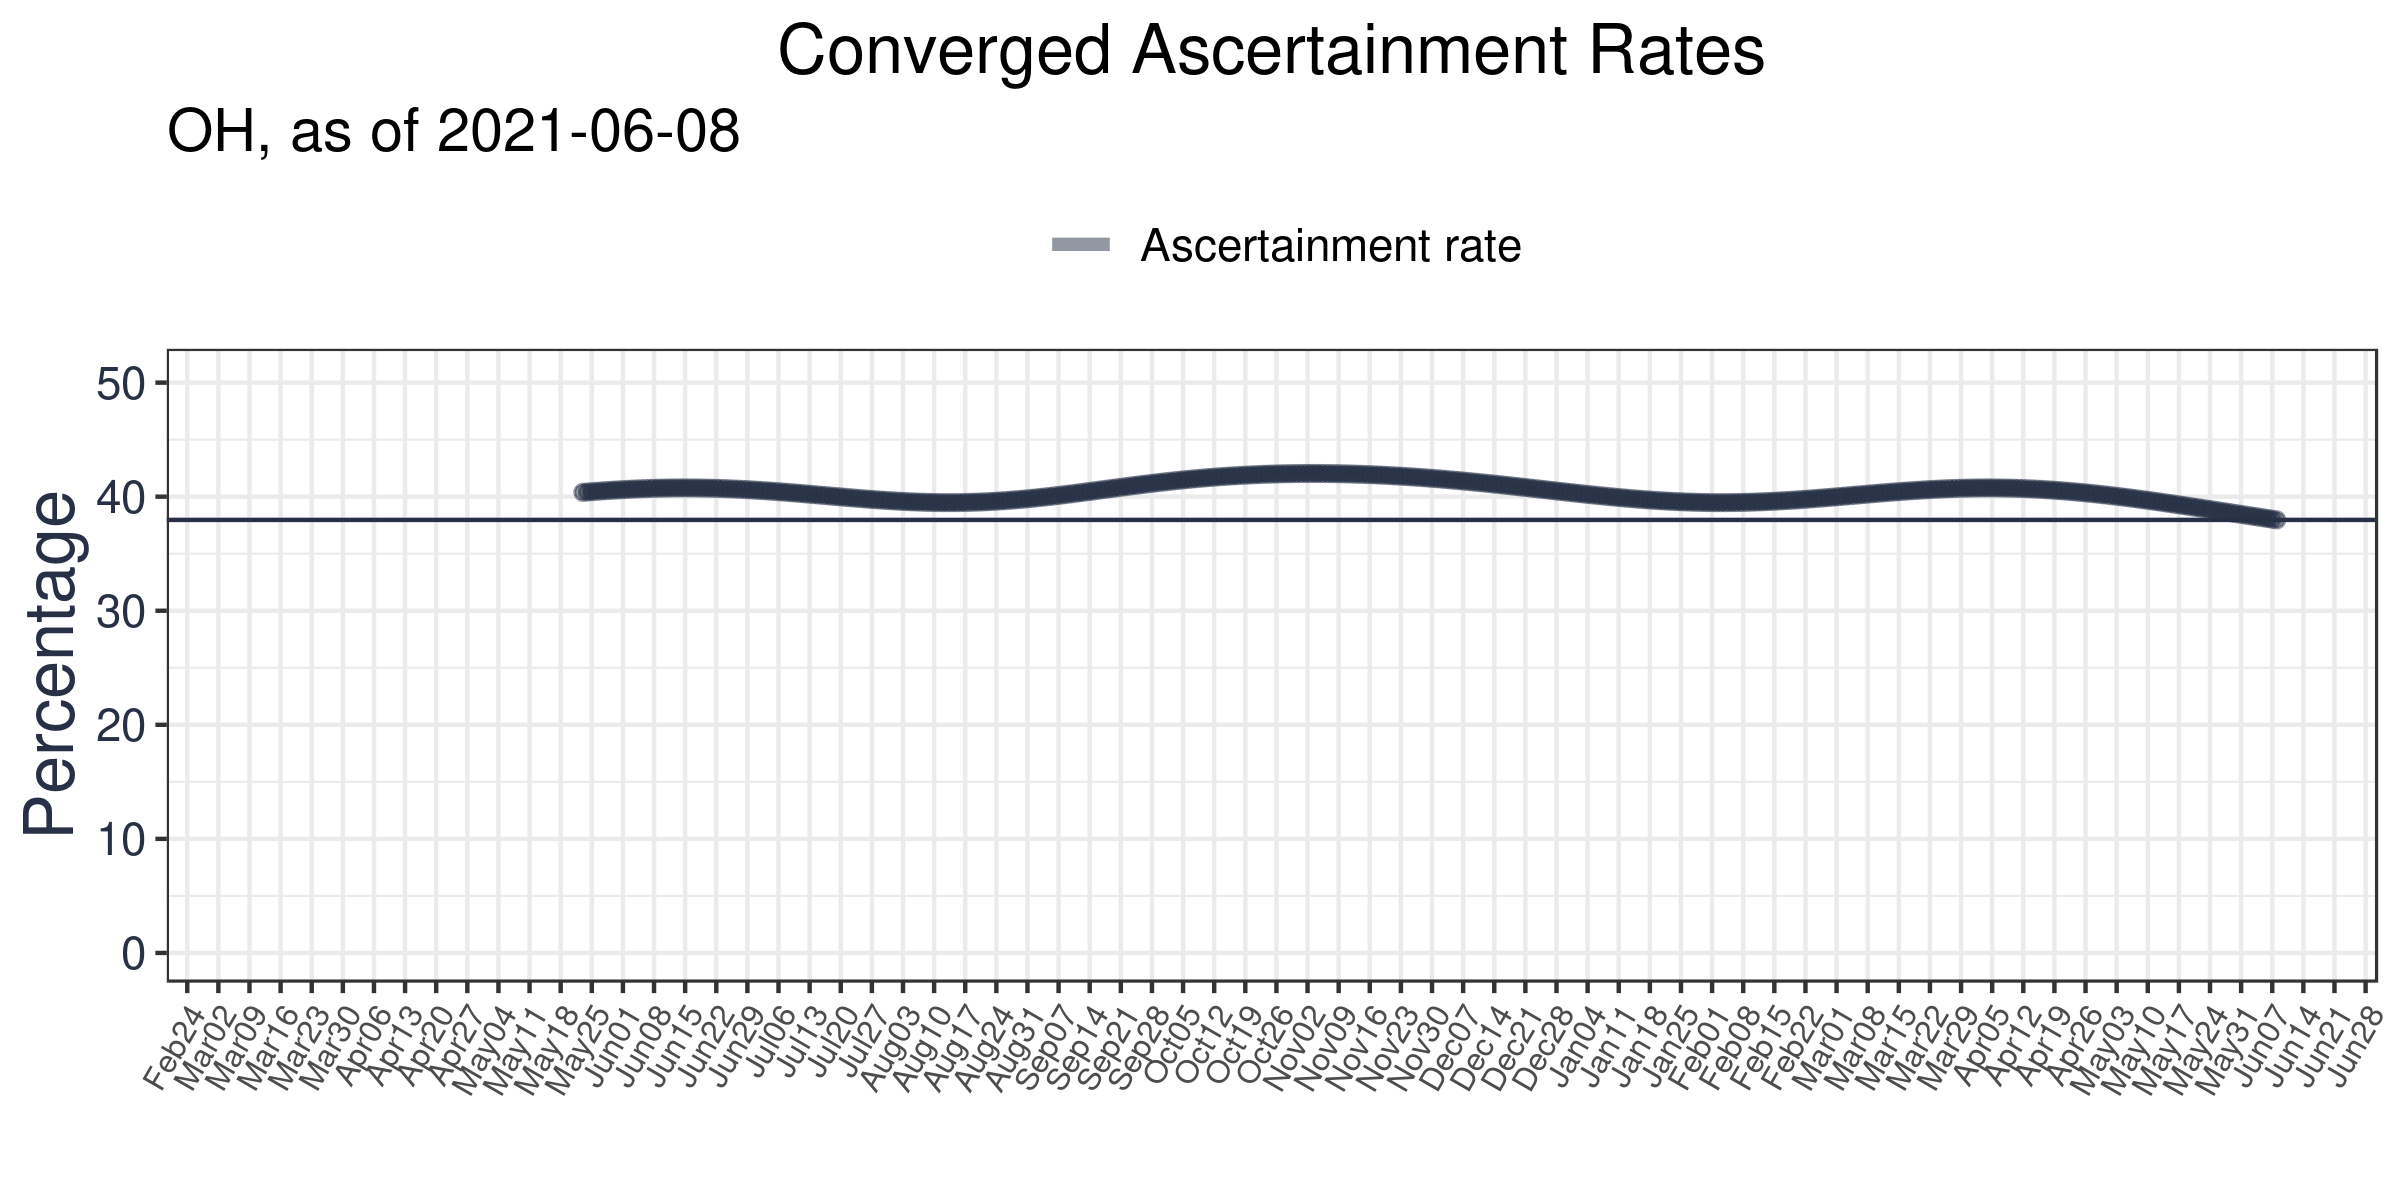 Converged Ascertainment Rates
OH, as of 2021-06-08
Ascertainment rate
Percentage
50
40
30
20
10
0
Feb24 Mar02 Mar09 Mar16 Mar23 Mar30 Apr06 Apr13 Apr20 Apr27 May04 May11 May18 May25 Jun01 Jun08 Jun15 Jun22 Jun29 Jul06 Jul13 Jul20 Jul27 Aug03 Aug10 Aug17 Aug24 Aug31 Sep07 Sep14 Sep21 Sep28 Oct05 Oct12 Oct19 Oct26 Nov02 Nov09 Nov16 Nov23 Nov30 Dec07 Dec14 Dec21 Dec28 Jan04 Jan11 Jan18 Jan25 Feb01 Feb08 Feb15 Feb22 Mar01 Mar08 Mar15 Mar22 Mar29 Apr05 Apr12 Apr19 Apr26 May03 May10 May17 May24 May31 Jun07 Jun14 Jun21 Jun28